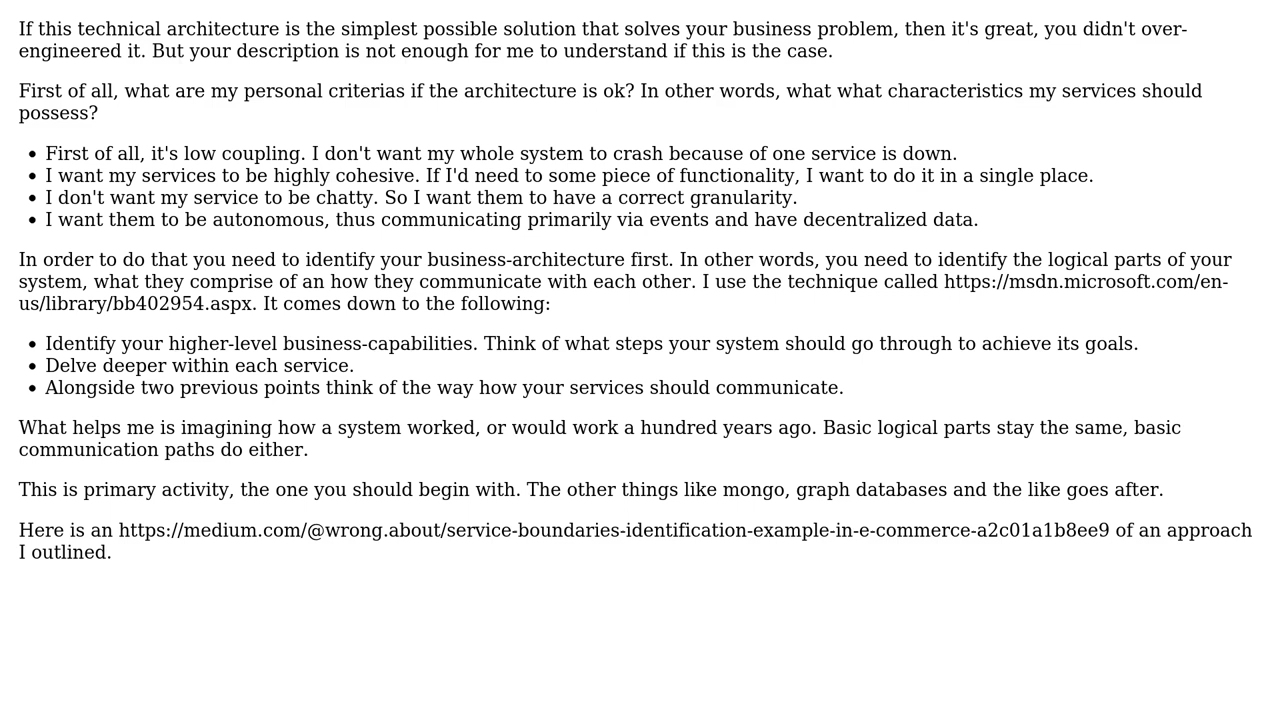 If this technical architecture is the simplest possible solution that solves your business problem, then it's great, you didn't over-
engineered it. But your description is not enough for me to understand if this is the case.
First of all, what are my personal criterias if the architecture is ok? In other words, what what characteristics my services should
possess?
• First of all, it's low coupling. I don't want my whole system to crash because of one service is down.
• I want my services to be highly cohesive. If I'd need to some piece of functionality, I want to do it in a single place.
• I don't want my service to be chatty. So I want them to have a correct granularity.
• I want them to be autonomous, thus communicating primarily via events and have decentralized data.
In order to do that you need to identify your business-architecture first. In other words, you need to identify the logical parts of your
system, what they comprise of an how they communicate with each other. I use the technique called https://msdn.microsoft.com/en-
us/library/bb402954.aspx. It comes down to the following:
• Identify your higher-level business-capabilities. Think of what steps your system should go through to achieve its goals.
• Delve deeper within each service.
• Alongside two previous points think of the way how your services should communicate.
What helps me is imagining how a system worked, or would work a hundred years ago. Basic logical parts stay the same, basic
communication paths do either.
This is primary activity, the one you should begin with. The other things like mongo, graph databases and the like goes after.
Here is an https://medium.com/@wrong.about/service-boundaries-identification-example-in-e-commerce-a2c01a1b8ee9 of an approach
I outlined.